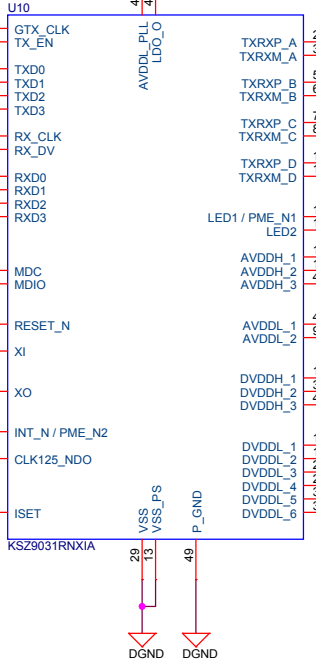 U10
AVDDL_PLL
LDO_O
GTX_CLK
TX_EN
TXD0
TXD1
TXD2
TXD3
RX_CLK
RX_DV
RXD0
RXD1
RXD2
RXD3
MDC
MDIO
RESET_N
XI
XO
INT_N / PME_N2
CLK125_NDO
ISET
TXRXP_A
TXRXM_A
TXRXP_B
TXRXM_B
TXRXP_C
TXRXM_C
TXRXP_D
TXRXM_D
LED1 / PME_N1
LED2
AVDDH_1
AVDDH_2
AVDDH_3
AVDDL_1
AVDDL_2
DVDDH_1
DVDDH_2
DVDDH_3
DVDDL_1
DVDDL_2
DVDDL_3
DVDDL_4
DVDDL_5
DVDDL_6
VSS
VSS_PS
P_GND
KSZ9031RNXIA
29
13
49
DGND
DGND